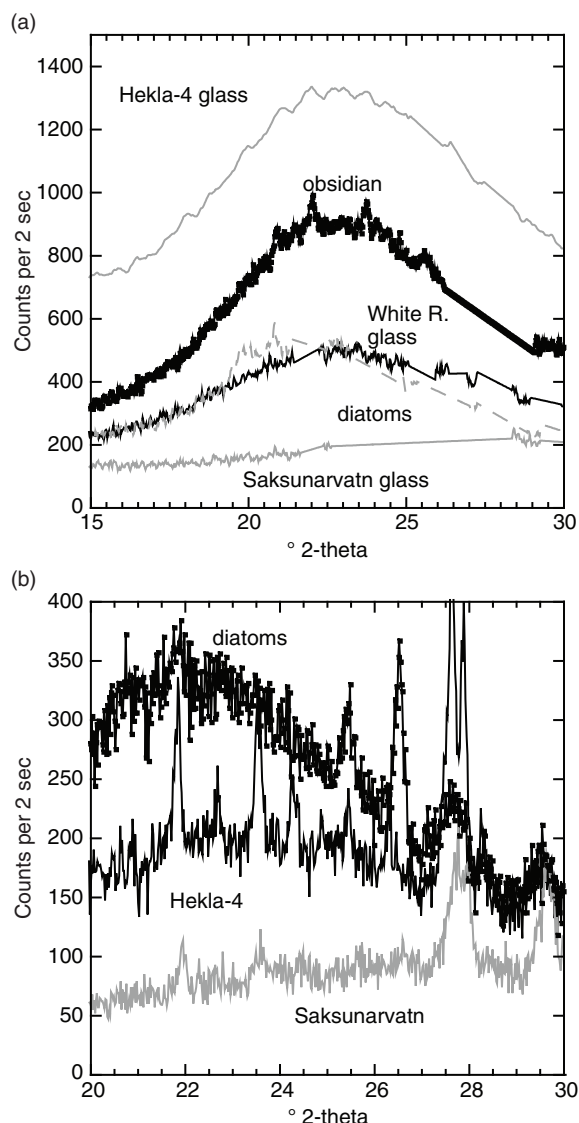 (a)
1400
Hekla-4 glass
1200
obsidian
1000
800
Counts per 2 sec
White R.
glass
600
400
diatoms
200
Saksunarvatn glass
0
15 20 25 30
° 2-theta
(b)
400
diatoms
350
300
250
Counts per 2 sec
200
150
Hekla-4
100
50
Saksunarvatn
0
20 22 24 26 28 30
° 2-theta